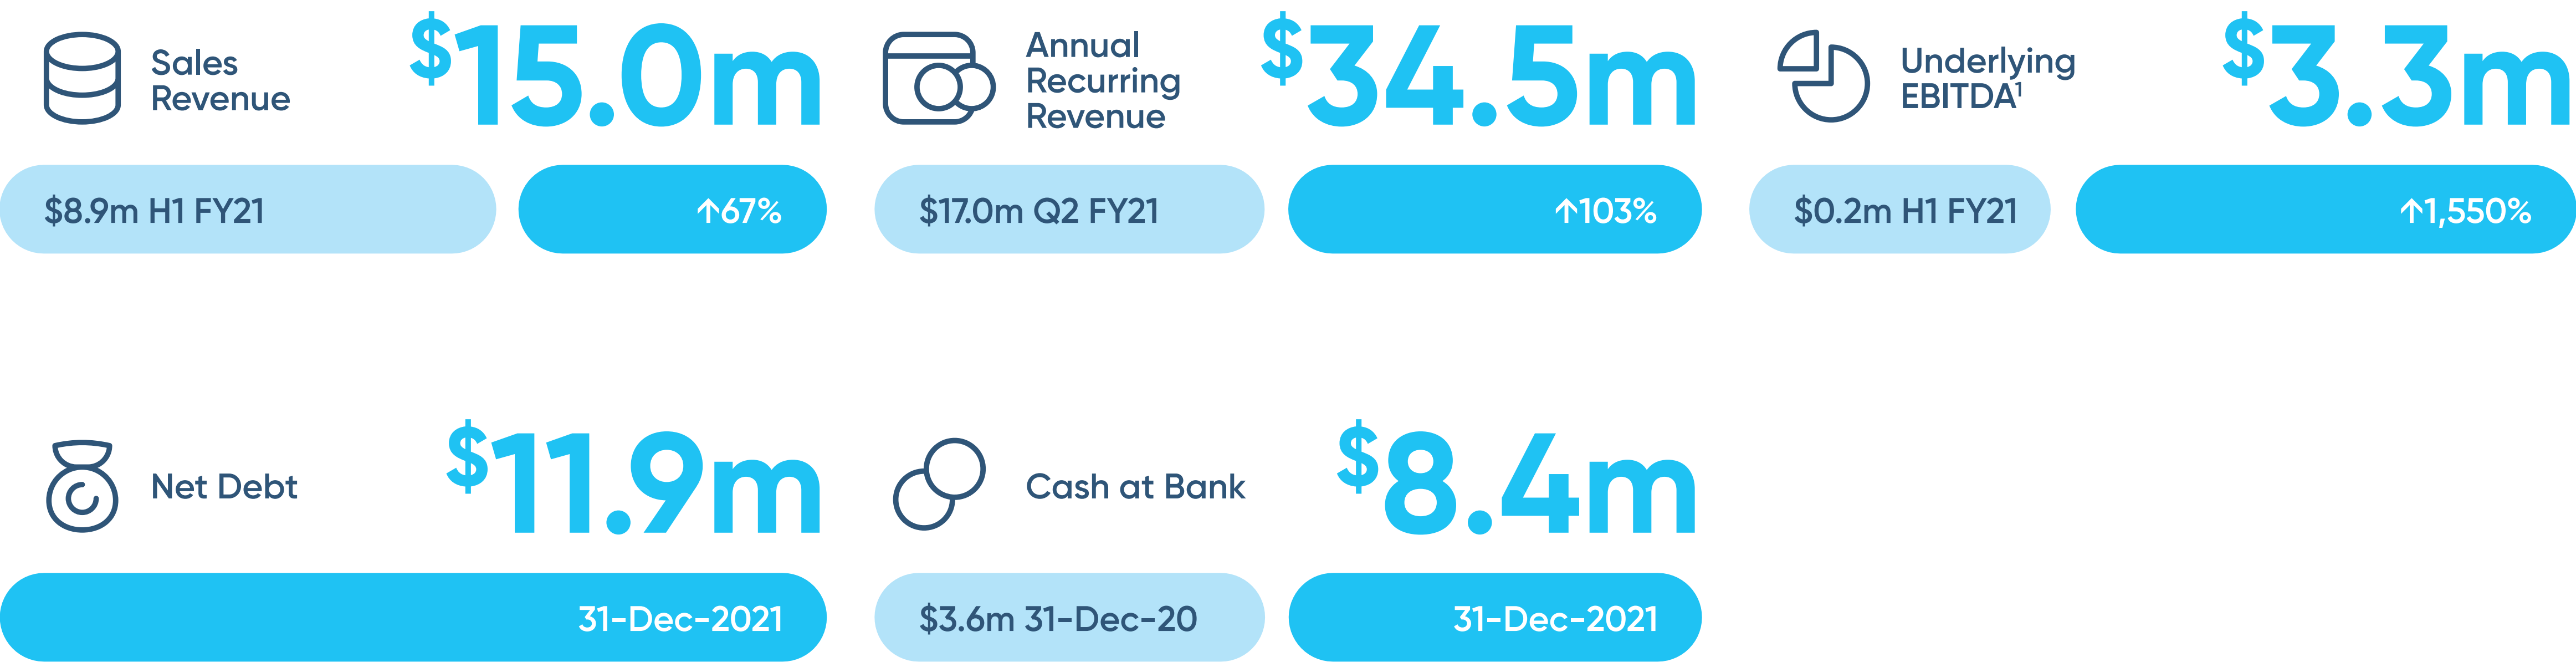 Sales
Revenue
$15.0m
$8.9m H1 FY21
↑67%
Annual
Recurring
Revenue
$34.5m
$17.0m Q2 FY21
↑103%
Underlying
EBITDA¹
$3.3m
$0.2m H1 FY21
↑1,550%
Net Debt
$11.9m
31-Dec-2021
Cash at Bank
$8.4m
$3.6m 31-Dec-20
31-Dec-2021